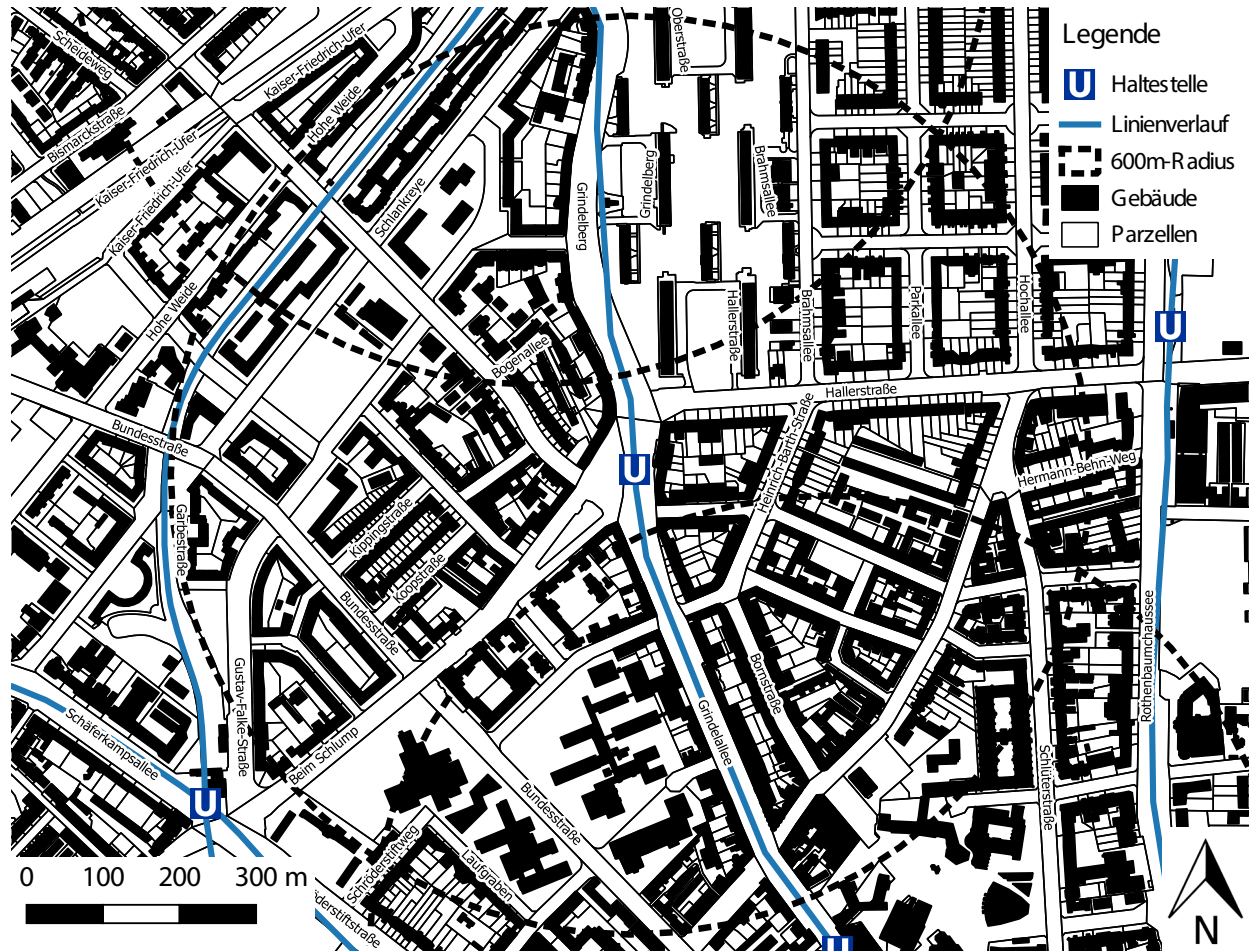 Legende
U Haltestelle
Linienverlauf
600m-Radius
Gebäude
Parzellen
Scheideweg
Kaiser-Friedrich-Ufer
Oberstraße
Bismarckstraße
Hohe Weide
Kaiser-Friedrich-Ufer
Kaiser-Friedrich-Ufer
Schlankreye
Grindelberg
Grindelberg
Brahmsallee
Hohe Weide
Hallerstraße
Brahmsallee
Parkallee
Hochallee
U
Bogenallee
Hallerstraße
Bundesstraße
Heinrich-Barth-Straße
U
Hermann-Behn-Weg
Garbestraße
Kippingstraße
Koopstraße
Bundesstraße
Gustav-Falke-Straße
Bornstraße
Rothenbaumchaussee
Schäferkampsallee
Beim Schlump
Grindelallee
Schlüterstraße
U
Bundesstraße
Schröderstiftweg
Laufgraben
0 100 200 300 m
öderstiftstraße
U
N